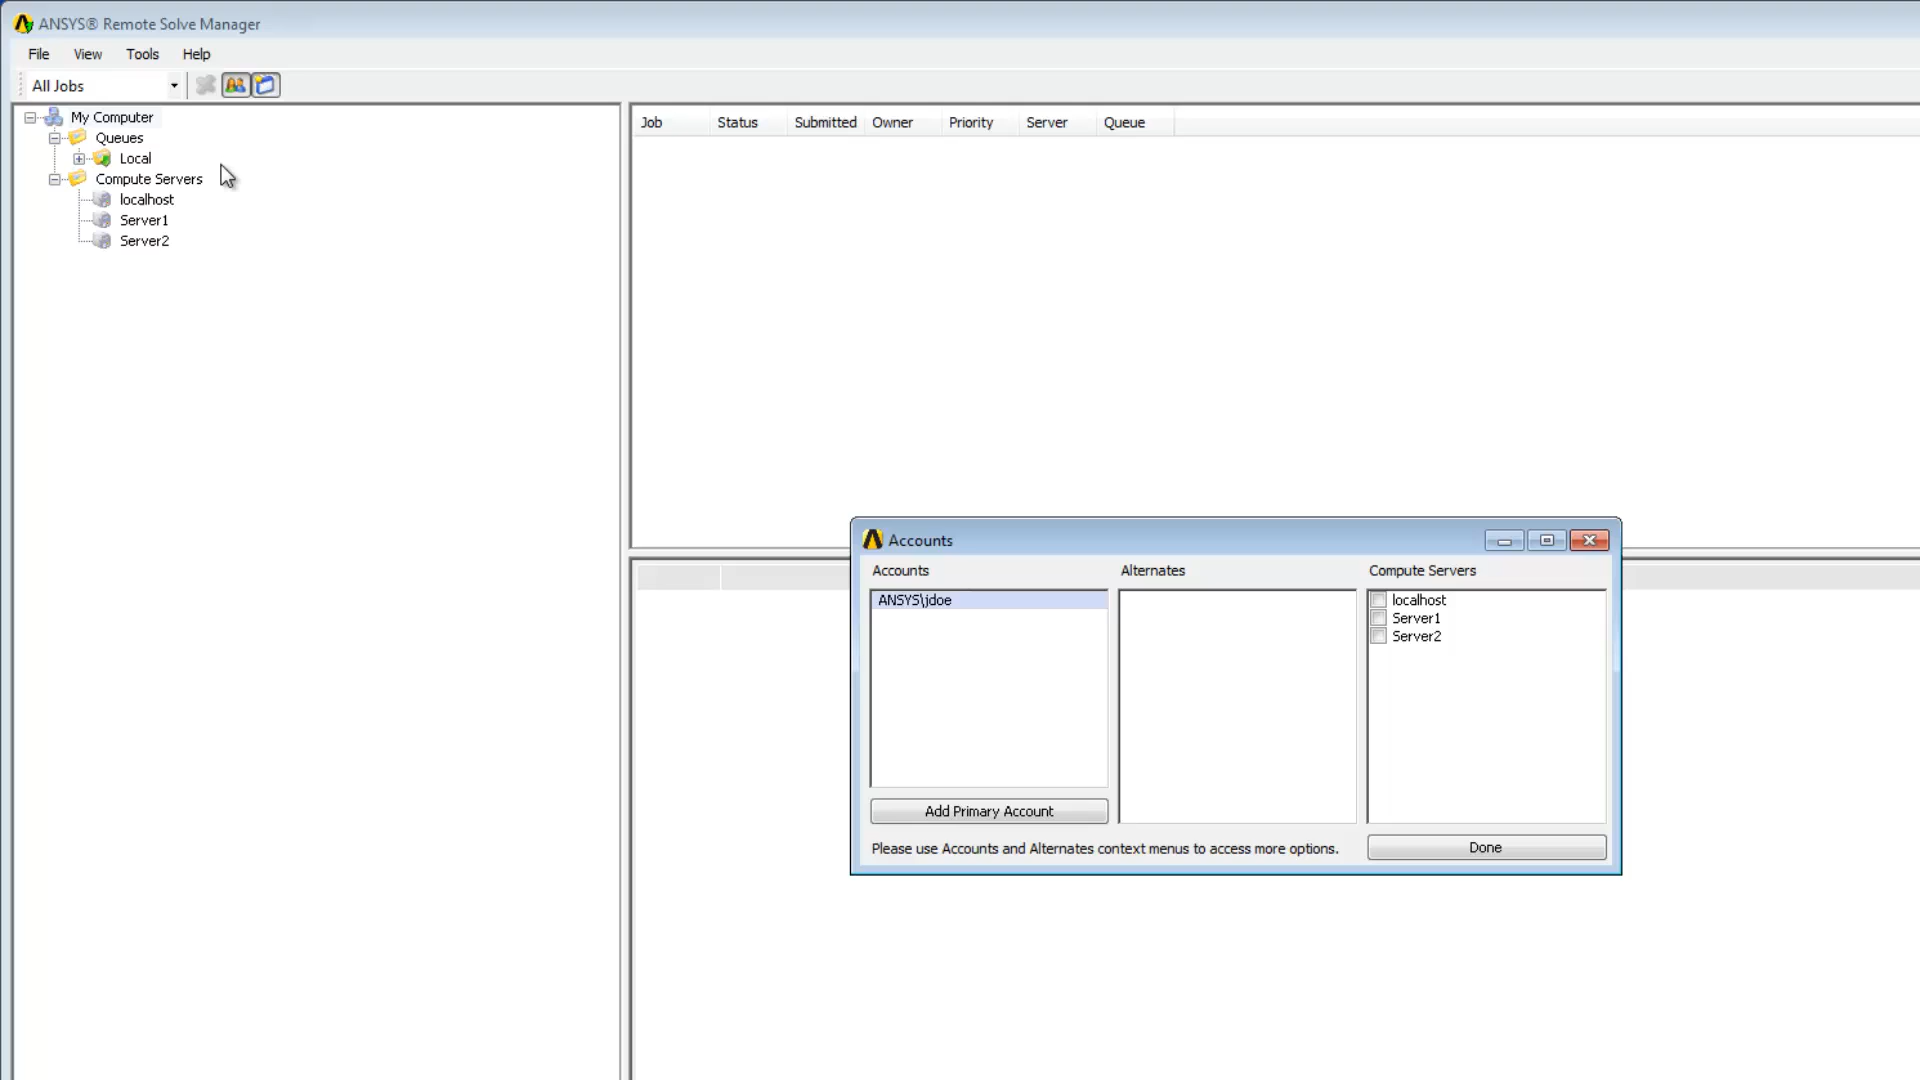 ANSYS® Remote Solve Manager
File View Tools Help
All Jobs
My Computer
Queues
Local
Compute Servers
localhost
Server1
Server2
Job Status Submitted Owner Priority Server Queue
Accounts
Accounts Alternates Compute Servers
ANSYS\jdoe
localhost
Server1
Server2
Add Primary Account
Please use Accounts and Alternates context menus to access more options.
Done